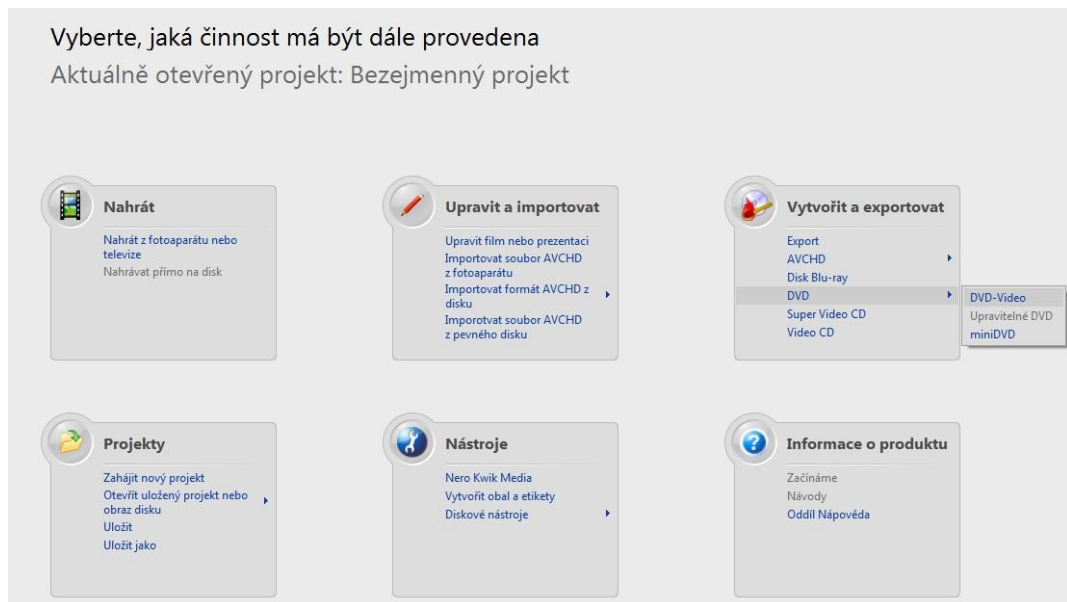 Vyberte, jaká činnost má být dále provedena
Aktuálně otevřený projekt: Bezejmenný projekt
Nahrát
Nahrát z fotoaparátu nebo
televize
Nahrávat přímo na disk
Upravit a importovat
Upravit film nebo prezentaci
Importovat soubor AVCHD
z fotoaparátu
Importovat formát AVCHD z
disku
Imporotvat soubor AVCHD
z pevného disku
Vytvořit a exportovat
Export
AVCHD
Disk Blu-ray
DVD
Super Video CD
Video CD
DVD-Video
Upravitelné DVD
miniDVD
Projekty
Zahájit nový projekt
Otevřít uložený projekt nebo
obraz disku
Uložit
Uložit jako
Nástroje
Nero Kwik Media
Vytvořit obal a etikety
Diskové nástroje
Informace o produktu
Začínáme
Návody
Oddíl Nápověda